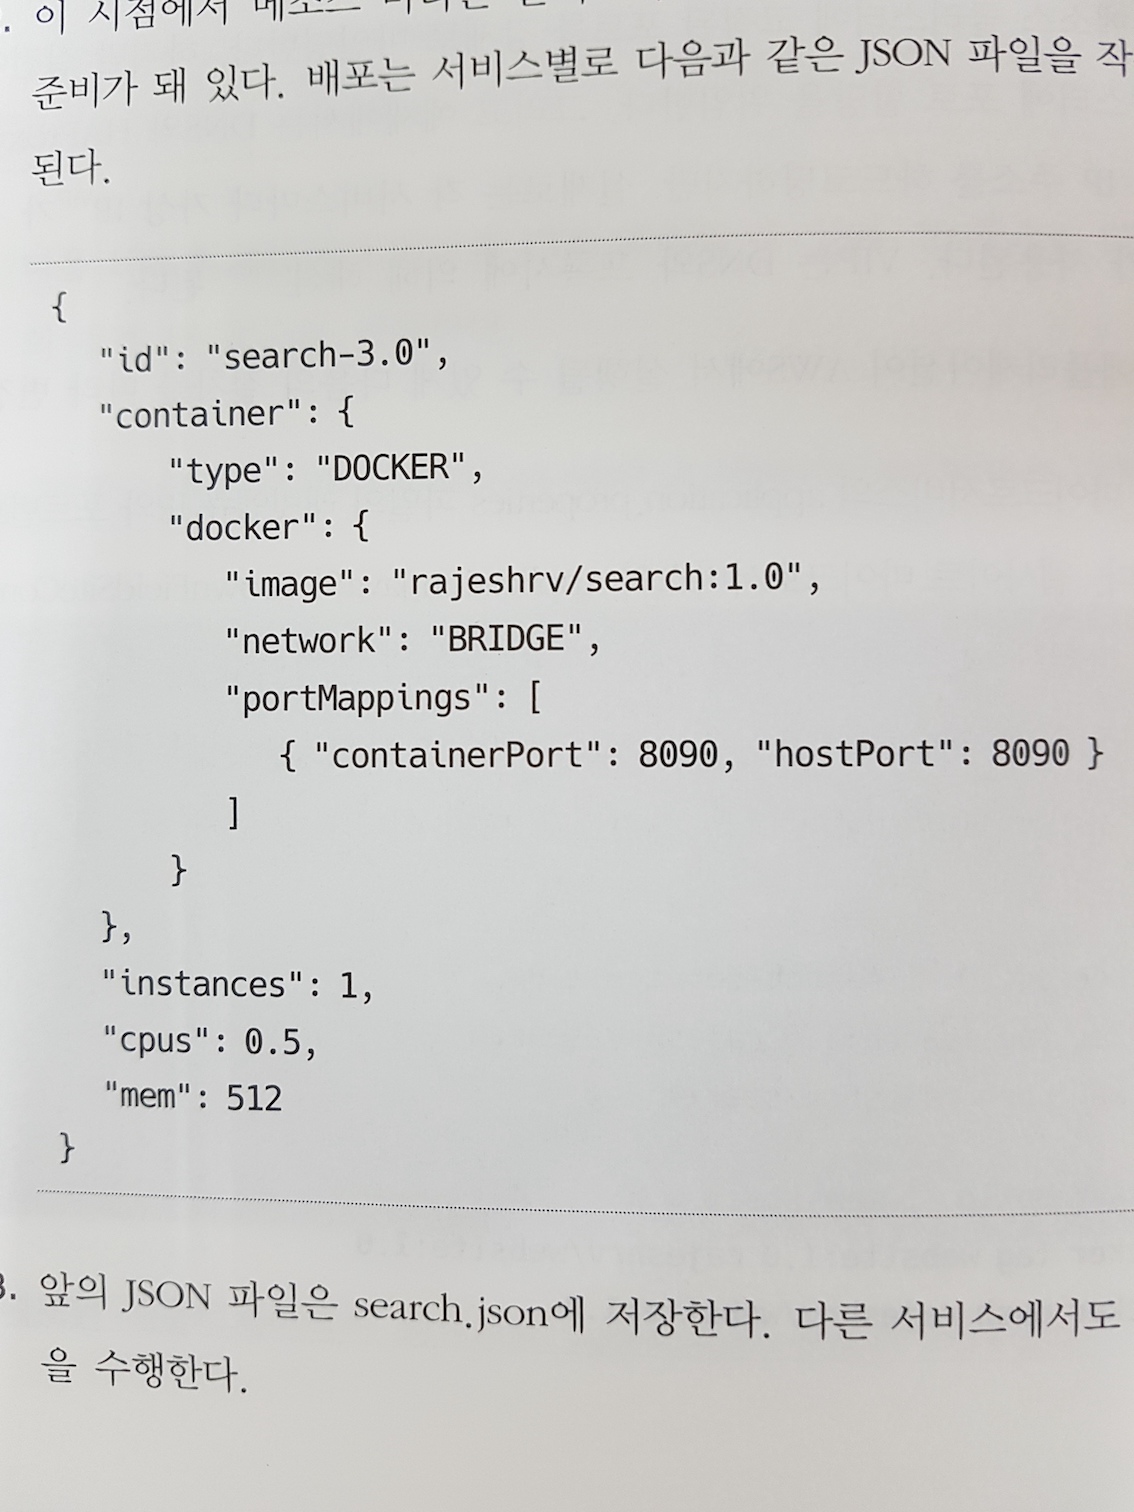 이 시점에서
준비가 돼 있다. 배포는 서비스별로 다음과 같은 JSON 파일을 작
된다.
{
"id": "search-3.0",
"container": {
"type": "DOCKER",
"docker": {
"image": "rajeshrv/search:1.0",
"network": "BRIDGE",
"portMappings": [
{ "containerPort": 8090, "hostPort": 8090 }
]
}
},
"instances": 1,
"cpus": 0.5,
"mem": 512
}
3. 앞의 JSON 파일은 search.json에 저장한다. 다른 서비스에서도
을 수행한다.